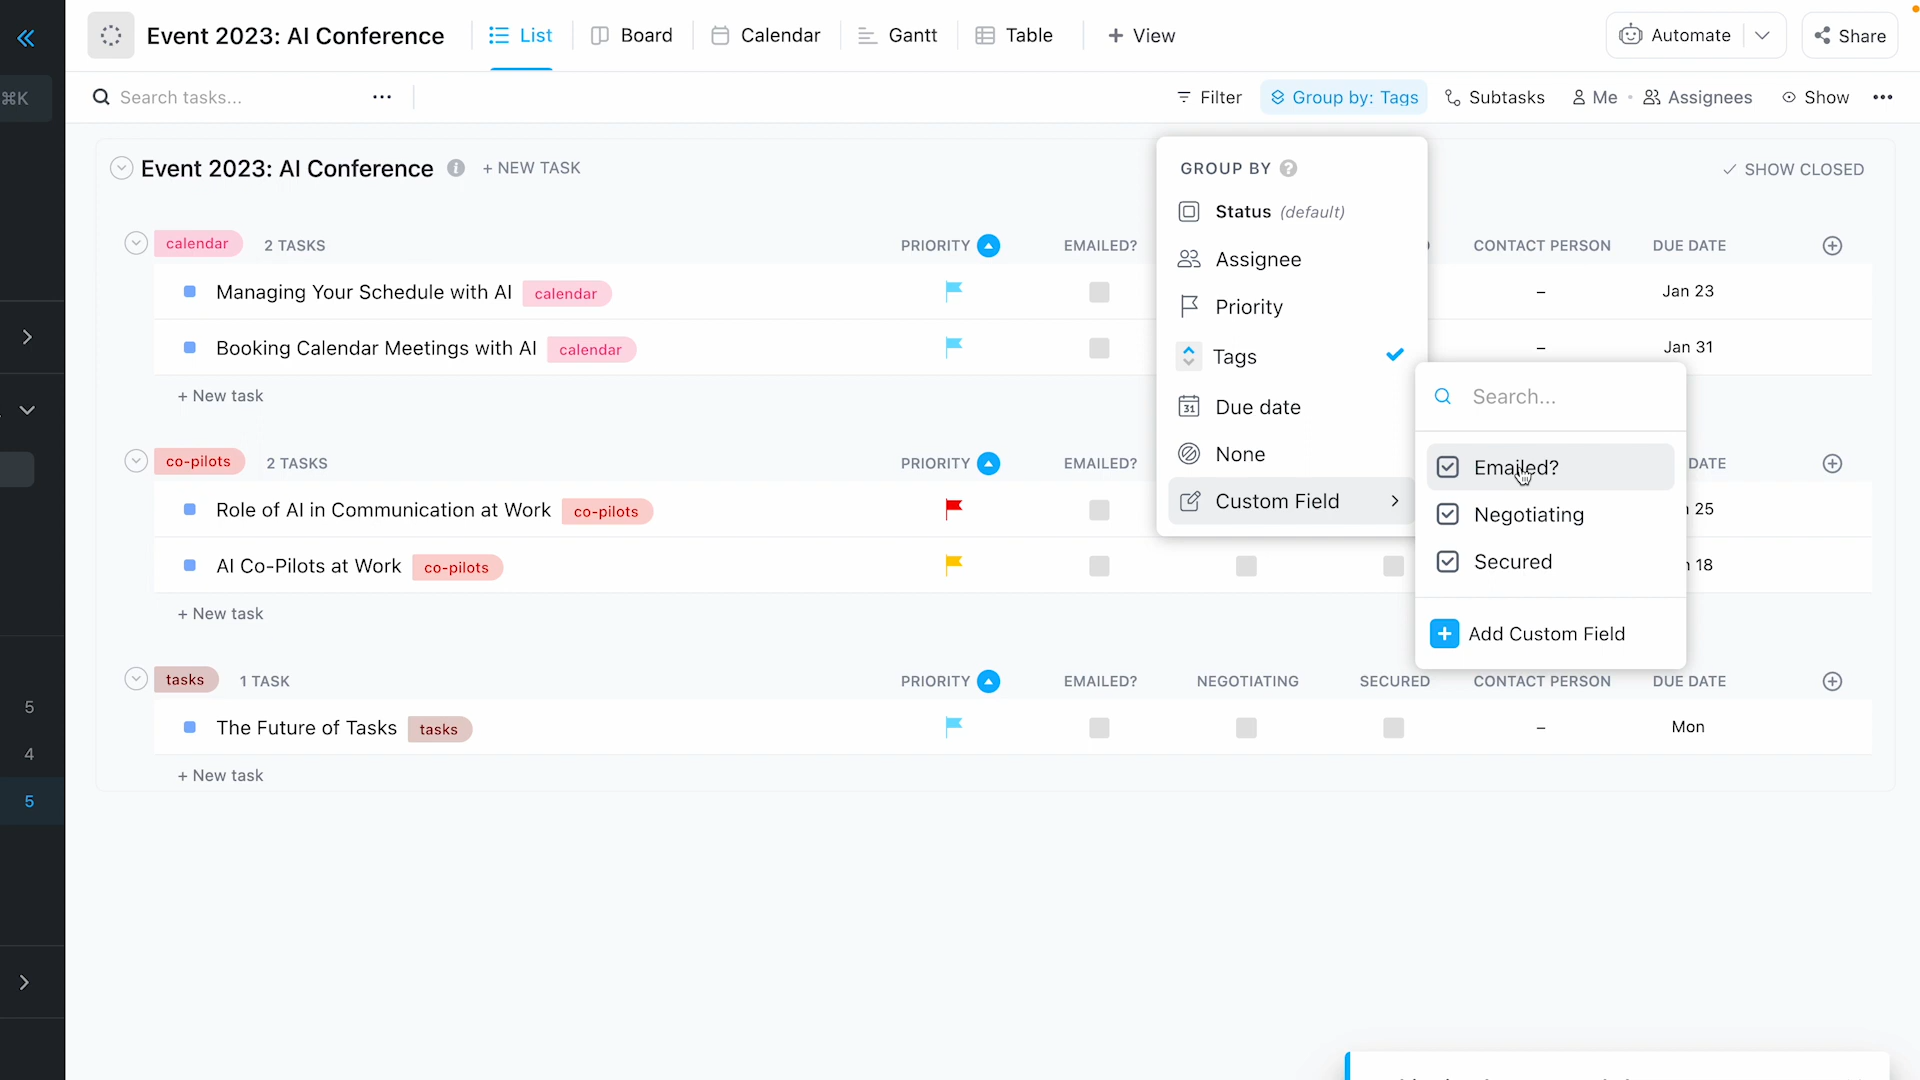 ⌘K
Event 2023: AI Conference
List
Board
Calendar
Gantt
Table
+ View
Automate
Share
Search tasks...
Filter
Group by: Tags
Subtasks
Me
Assignees
Show
Event 2023: AI Conference
+ NEW TASK
SHOW CLOSED
GROUP BY
Status (default)
Assignee
Priority
Tags
Due date
None
Custom Field
Search...
Emailed?
Negotiating
Secured
Add Custom Field
calendar 2 TASKS PRIORITY EMAILED? CONTACT PERSON DUE DATE
Managing Your Schedule with AI calendar – Jan 23
Booking Calendar Meetings with AI calendar – Jan 31
+ New task
co-pilots 2 TASKS PRIORITY EMAILED? DATE
Role of AI in Communication at Work co-pilots 25
AI Co-Pilots at Work co-pilots 18
+ New task
tasks 1 TASK PRIORITY EMAILED? NEGOTIATING SECURED CONTACT PERSON DUE DATE
The Future of Tasks tasks – Mon
+ New task
5
4
5